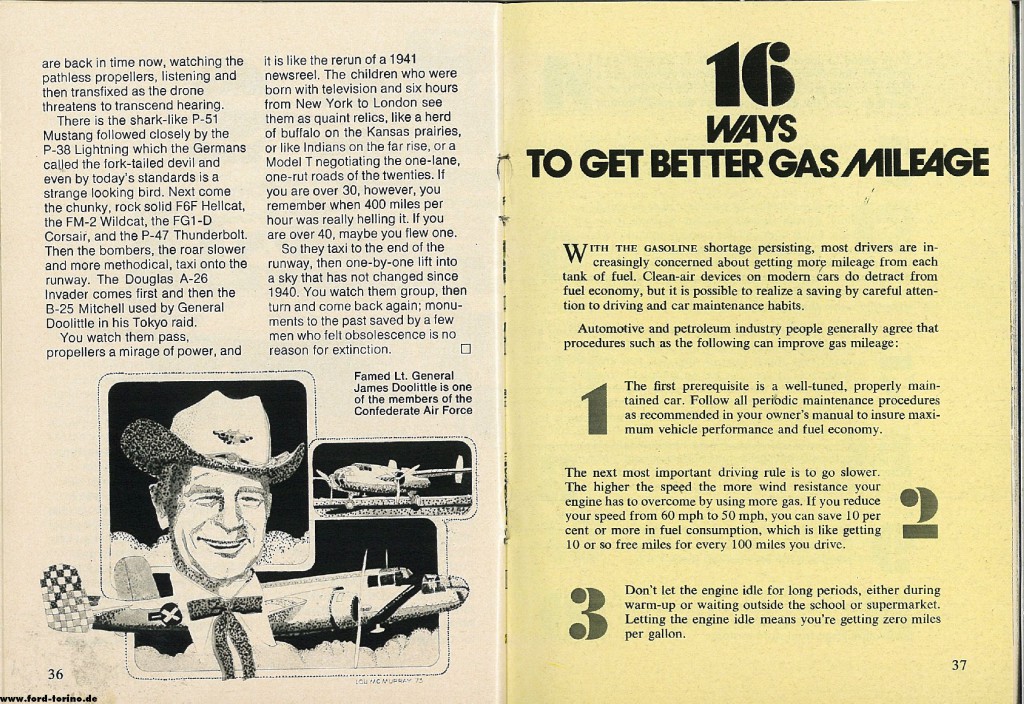 are back in time now, watching the
pathless propellers, listening and
then transfixed as the drone
threatens to transcend hearing.
There is the shark-like P-51
Mustang followed closely by the
P-38 Lightning which the Germans
called the fork-tailed devil and
even by today's standards is a
strange looking bird. Next come
the chunky, rock solid F6F Hellcat,
the FM-2 Wildcat, the FG1-D
Corsair, and the P-47 Thunderbolt.
Then the bombers, the roar slower
and more methodical, taxi onto the
runway. The Douglas A-26
Invader comes first and then the
B-25 Mitchell used by General
Doolittle in his Tokyo raid.
You watch them pass,
propellers a mirage of power, and
it is like the rerun of a 1941
newsreel. The children who were
born with television and six hours
from New York to London see
them as quaint relics, like a herd
of buffalo on the Kansas prairies,
or like Indians on the far rise, or a
Model T negotiating the one-lane,
one-rut roads of the twenties. If
you are over 30, however, you
remember when 400 miles per
hour was really helling it. If you
are over 40, maybe you flew one.
So they taxi to the end of the
runway, then one-by-one lift into
a sky that has not changed since
1940. You watch them group, then
turn and come back again; monu-
ments to the past saved by a few
men who felt obsolescence is no
reason for extinction. □
Famed Lt. General
James Doolittle is one
of the members of the
Confederate Air Force
LOU MCMURRAY '73
36
www.ford-torino.de
16
WAYS
TO GET BETTER GAS MILEAGE
WITH THE GASOLINE shortage persisting, most drivers are in-
creasingly concerned about getting more mileage from each
tank of fuel. Clean-air devices on modern cars do detract from
fuel economy, but it is possible to realize a saving by careful atten-
tion to driving and car maintenance habits.
Automotive and petroleum industry people generally agree that
procedures such as the following can improve gas mileage:
1
The first prerequisite is a well-tuned, properly main-
tained car. Follow all periodic maintenance procedures
as recommended in your owner's manual to insure maxi-
mum vehicle performance and fuel economy.
The next most important driving rule is to go slower.
The higher the speed the more wind resistance your
engine has to overcome by using more gas. If you reduce
your speed from 60 mph to 50 mph, you can save 10 per
cent or more in fuel consumption, which is like getting
10 or so free miles for every 100 miles you drive.
2
3
Don't let the engine idle for long periods, either during
warm-up or waiting outside the school or supermarket.
Letting the engine idle means you're getting zero miles
per gallon.
37